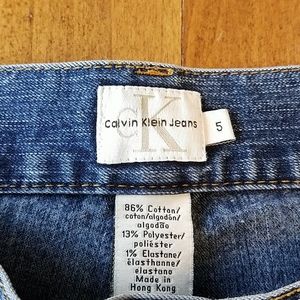 cK
Calvin Klein Jeans
5
86% Cotton/
coton/algodón/
algodão
13% Polyester/
poliéster
1% Elastane/
élasthanne/
elastano
Made in
Hong Kong